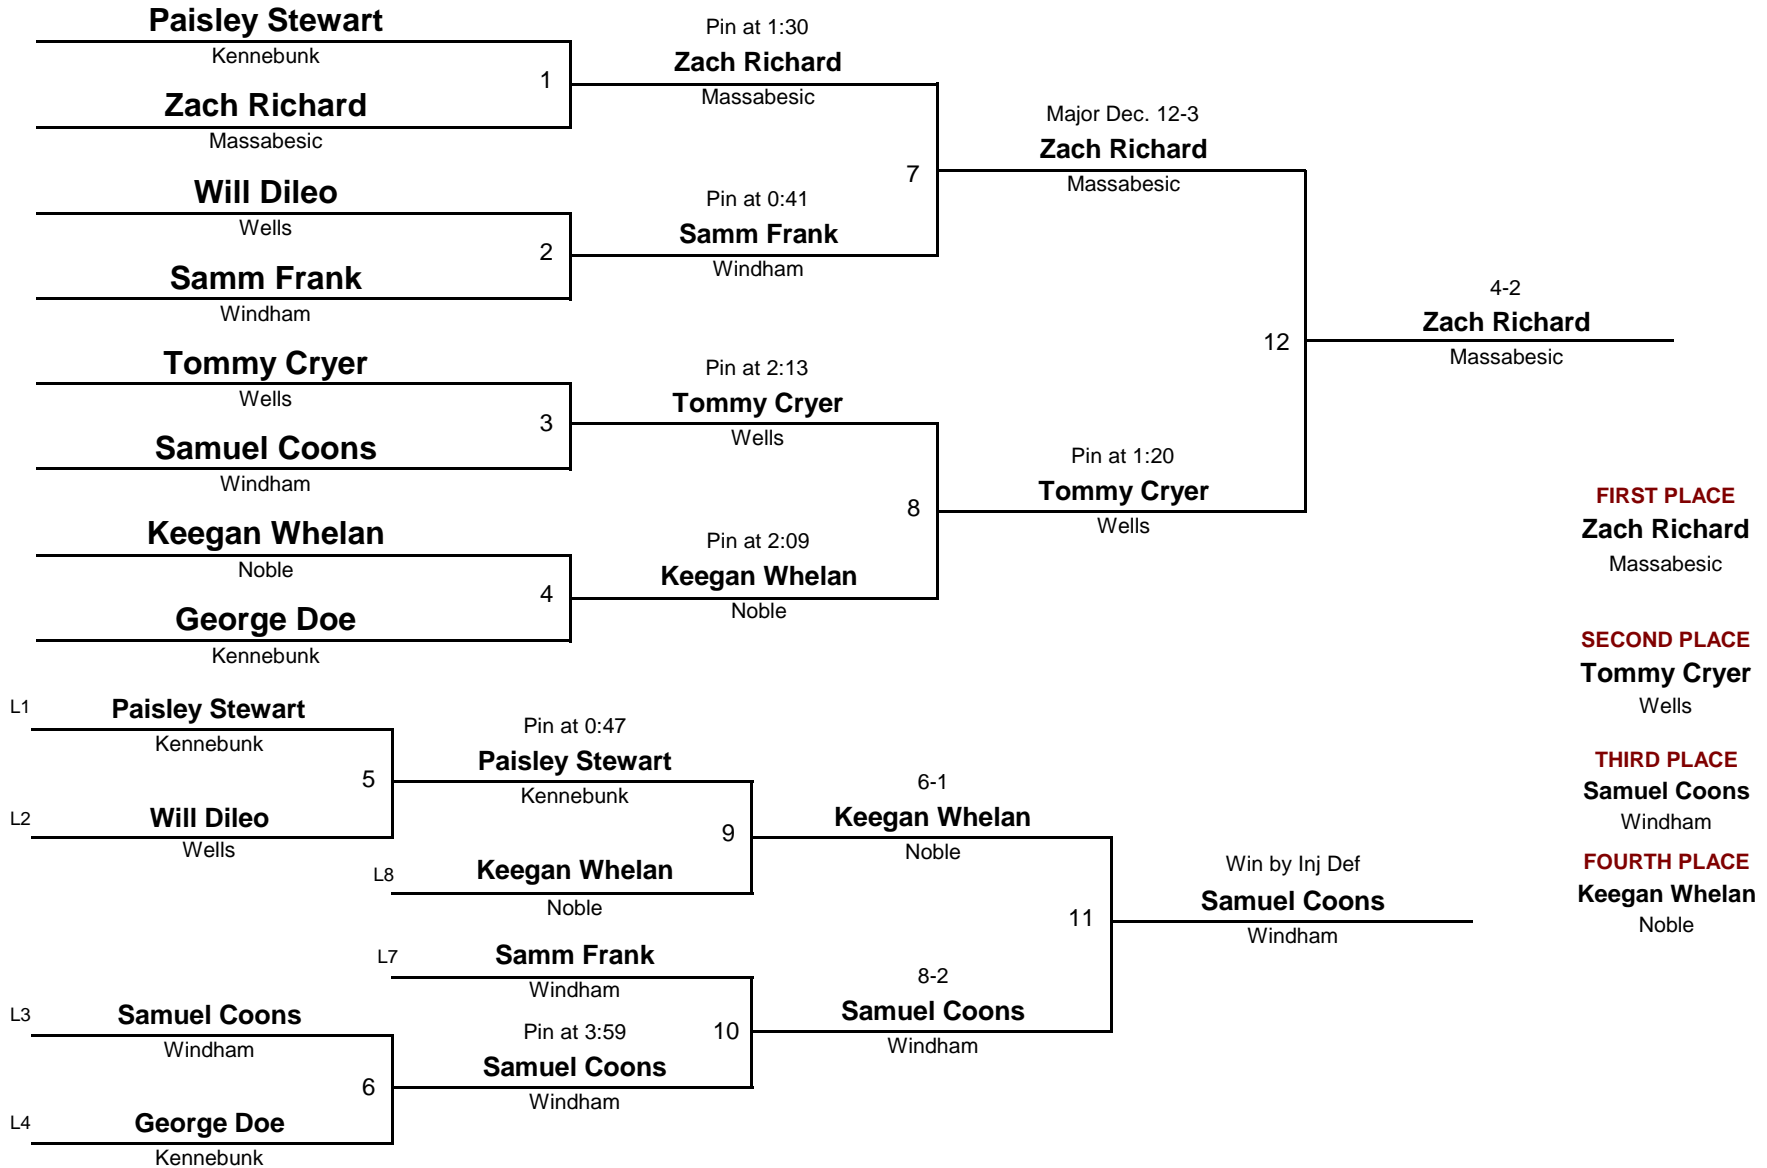 Paisley Stewart
Kennebunk
1
Zach Richard
Massabesic
Will Dileo
Wells
2
Samm Frank
Windham
Tommy Cryer
Wells
3
Samuel Coons
Windham
Keegan Whelan
Noble
4
George Doe
Kennebunk
Pin at 1:30
Zach Richard
Massabesic
7
Pin at 0:41
Samm Frank
Windham
Pin at 2:13
Tommy Cryer
Wells
8
Pin at 2:09
Keegan Whelan
Noble
Major Dec. 12-3
Zach Richard
Massabesic
12
Pin at 1:20
Tommy Cryer
Wells
4-2
Zach Richard
Massabesic
FIRST PLACE
Zach Richard
Massabesic
SECOND PLACE
Tommy Cryer
Wells
THIRD PLACE
Samuel Coons
Windham
FOURTH PLACE
Keegan Whelan
Noble
L1
Paisley Stewart
Kennebunk
5
L2
Will Dileo
Wells
L3
Samuel Coons
Windham
6
L4
George Doe
Kennebunk
Pin at 0:47
Paisley Stewart
Kennebunk
9
L8
Keegan Whelan
Noble
L7
Samm Frank
Windham
10
Pin at 3:59
Samuel Coons
Windham
6-1
Keegan Whelan
Noble
11
8-2
Samuel Coons
Windham
Win by Inj Def
Samuel Coons
Windham